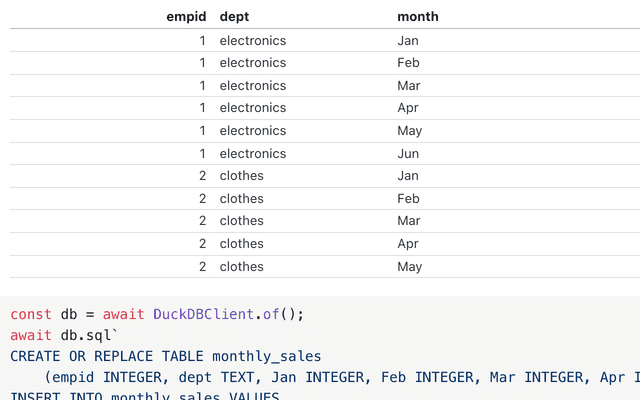 empid dept month
1 electronics Jan
1 electronics Feb
1 electronics Mar
1 electronics Apr
1 electronics May
1 electronics Jun
2 clothes Jan
2 clothes Feb
2 clothes Mar
2 clothes Apr
2 clothes May
const db = await DuckDBClient.of();
await db.sql`
CREATE OR REPLACE TABLE monthly_sales
(empid INTEGER, dept TEXT, Jan INTEGER, Feb INTEGER, Mar INTEGER, Apr I
INSERT INTO monthly_sales VALUES